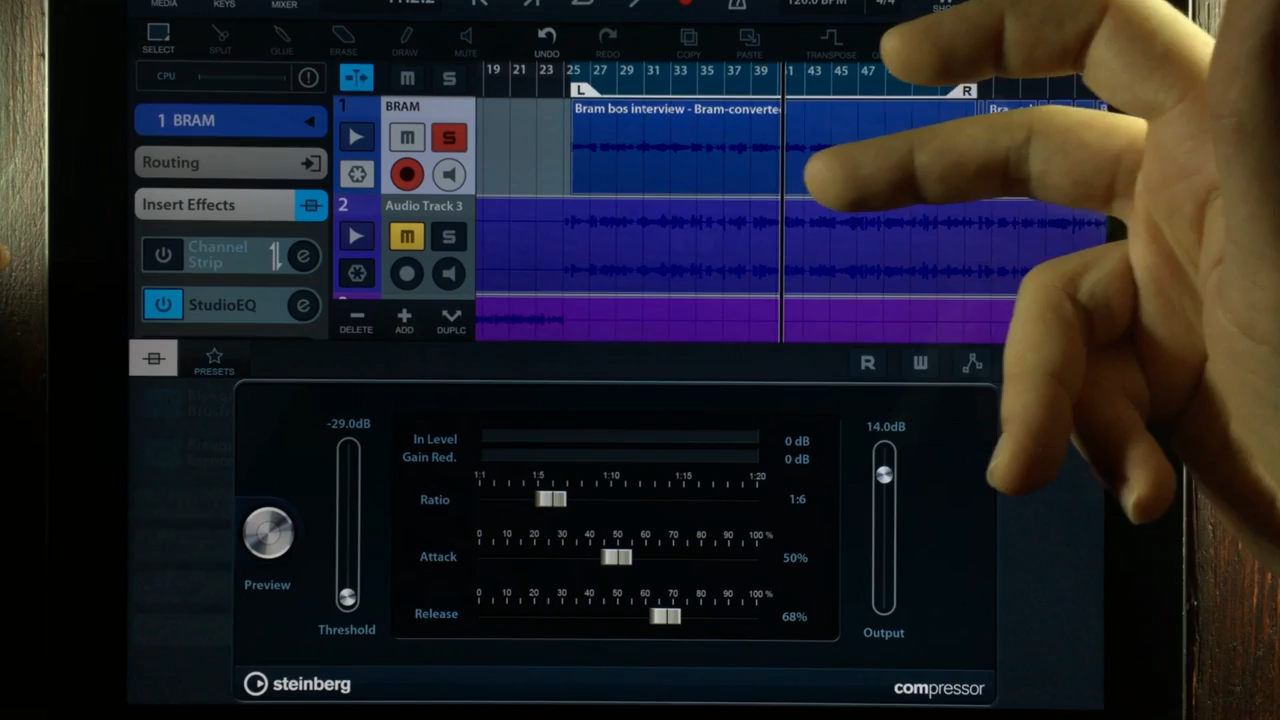 MEDIA KEYS MIXER
120.0 BPM 4/4
SELECT SPLIT GLUE ERASE DRAW MUTE UNDO REDO COPY PASTE TRANSPOSE
CPU
M S
19 21 23 25 27 29 31 33 35 37 39 41 43 45 47
L R
1 BRAM
1 BRAM
Bram bos interview - Bram-converte
M S
Routing
Insert Effects
2 Audio Track 3
M S
Channel
Strip
e
StudioEQ
e
DELETE ADD DUPLC
PRESETS
R W
-29.0dB
14.0dB
In Level 0 dB
Gain Red. 0 dB
1:1 1:5 1:10 1:15 1:20
Ratio 1:6
0 10 20 30 40 50 60 70 80 90 100 %
Attack 50%
0 10 20 30 40 50 60 70 80 90 100 %
Release 68%
Preview
Threshold
Output
steinberg
compressor